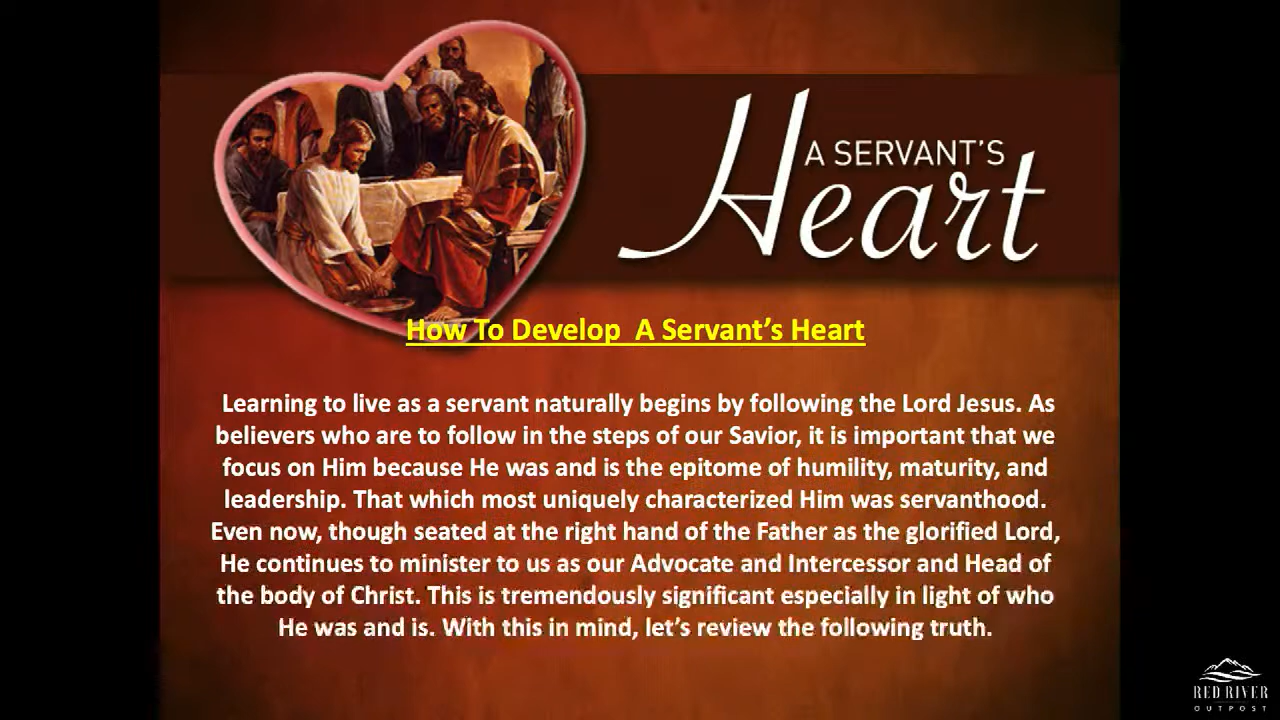 A SERVANT'S
Heart
How To Develop  A Servant’s Heart
Learning to live as a servant naturally begins by following the Lord Jesus. As
believers who are to follow in the steps of our Savior, it is important that we
focus on Him because He was and is the epitome of humility, maturity, and
leadership. That which most uniquely characterized Him was servanthood.
Even now, though seated at the right hand of the Father as the glorified Lord,
He continues to minister to us as our Advocate and Intercessor and Head of
the body of Christ. This is tremendously significant especially in light of who
He was and is. With this in mind, let’s review the following truth.
RED RIVER
OUTPOST